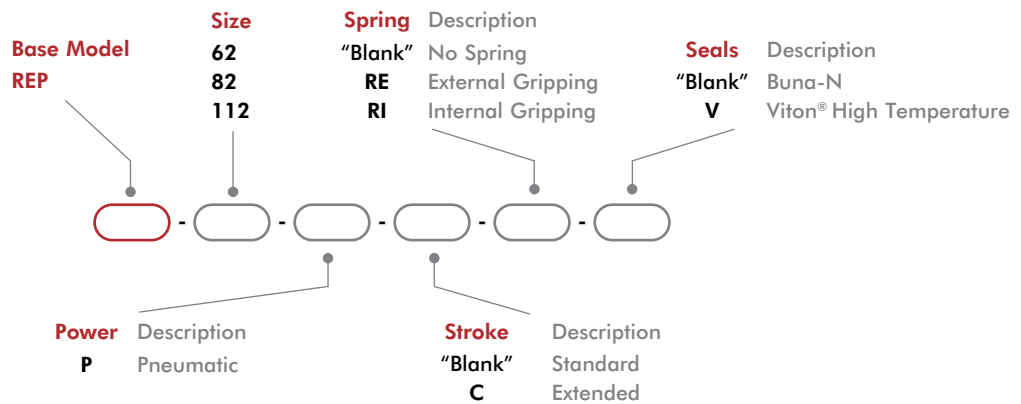 Base Model
REP
Size
62
82
112
Spring Description
“Blank” No Spring
RE External Gripping
RI Internal Gripping
Seals Description
“Blank” Buna-N
V Viton® High Temperature
- - - - -
Power Description
P Pneumatic
Stroke Description
“Blank” Standard
C Extended